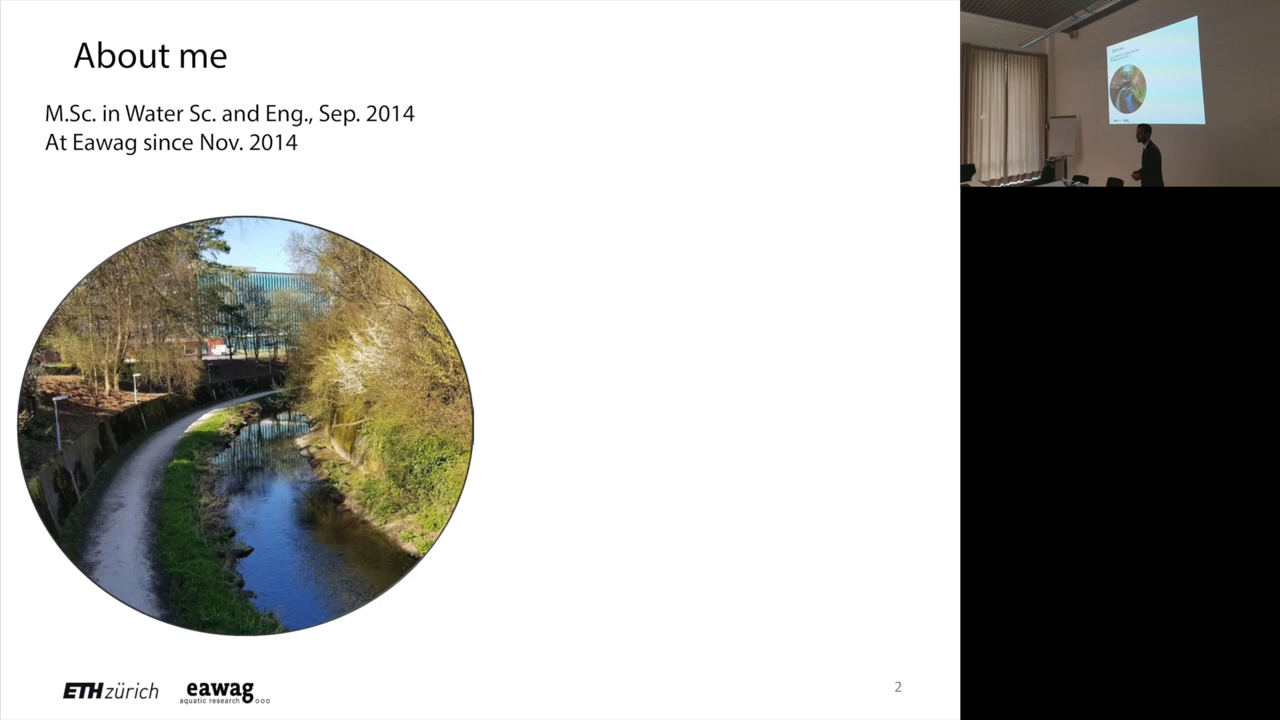 About me
M.Sc. in Water Sc. and Eng., Sep. 2014
At Eawag since Nov. 2014
ETH zürich
eawag
aquatic research
2